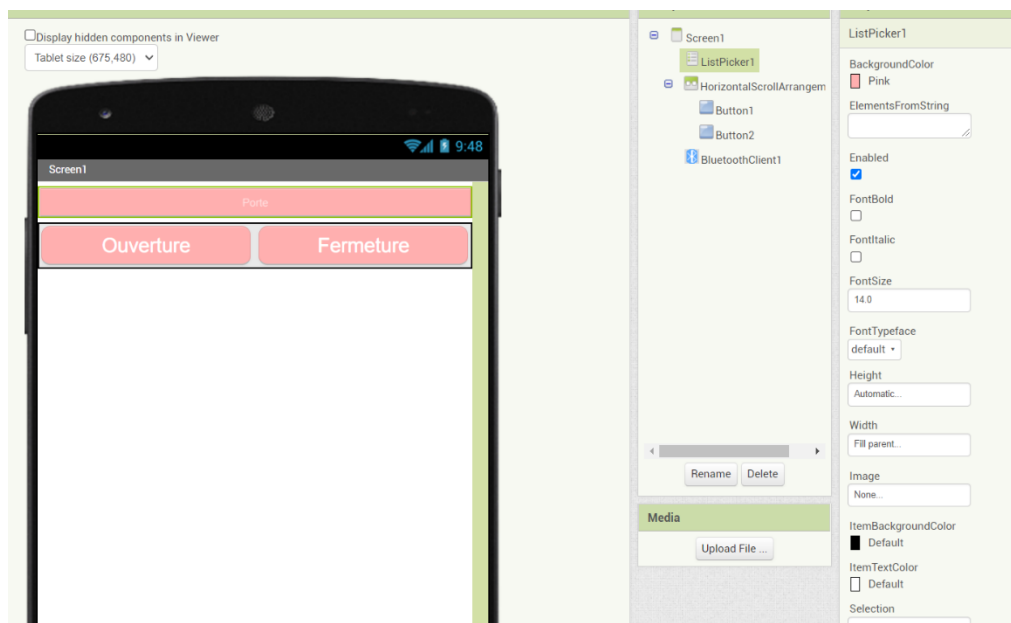 Display hidden components in Viewer
Tablet size (675,480)
9:48
Screen1
Porte
Ouverture
Fermeture
Screen1
ListPicker1
HorizontalScrollArrangem
Button1
Button2
BluetoothClient1
Rename
Delete
Media
Upload File ...
ListPicker1
BackgroundColor
Pink
ElementsFromString
Enabled
FontBold
FontItalic
FontSize
14.0
FontTypeface
default
Height
Automatic...
Width
Fill parent...
Image
None...
ItemBackgroundColor
Default
ItemTextColor
Default
Selection